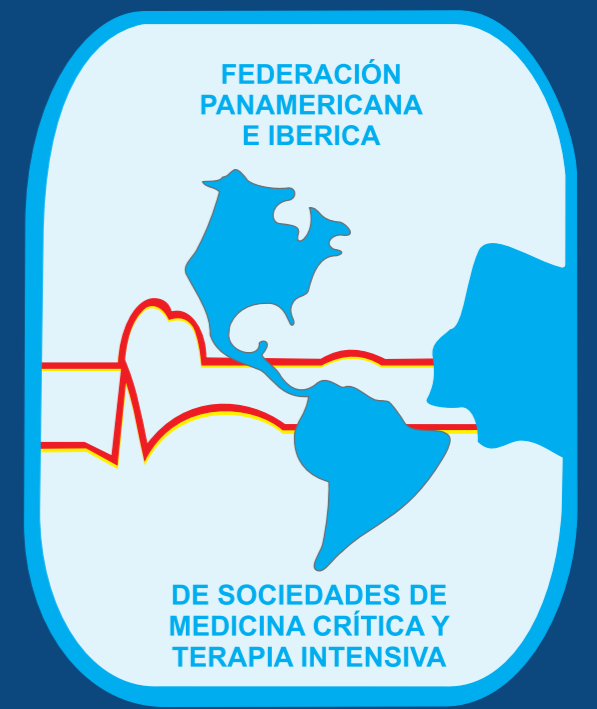 FEDERACIÓN
PANAMERICANA
E IBERICA
DE SOCIEDADES DE
MEDICINA CRÍTICA Y
TERAPIA INTENSIVA